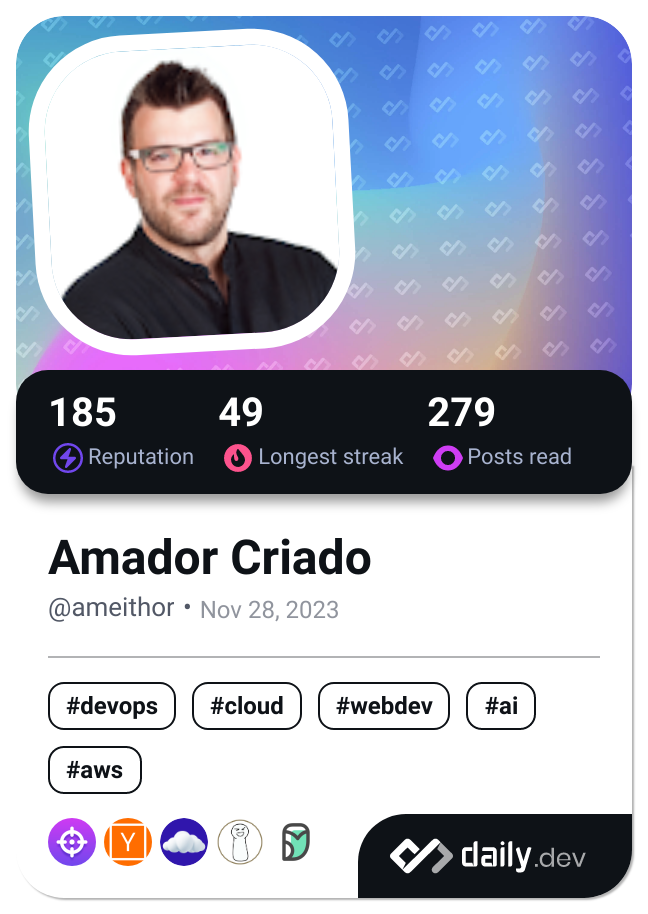 185 49 279
Reputation Longest streak Posts read
Amador Criado
@ameithor • Nov 28, 2023
#devops #cloud #webdev #ai
#aws
Y
daily.dev